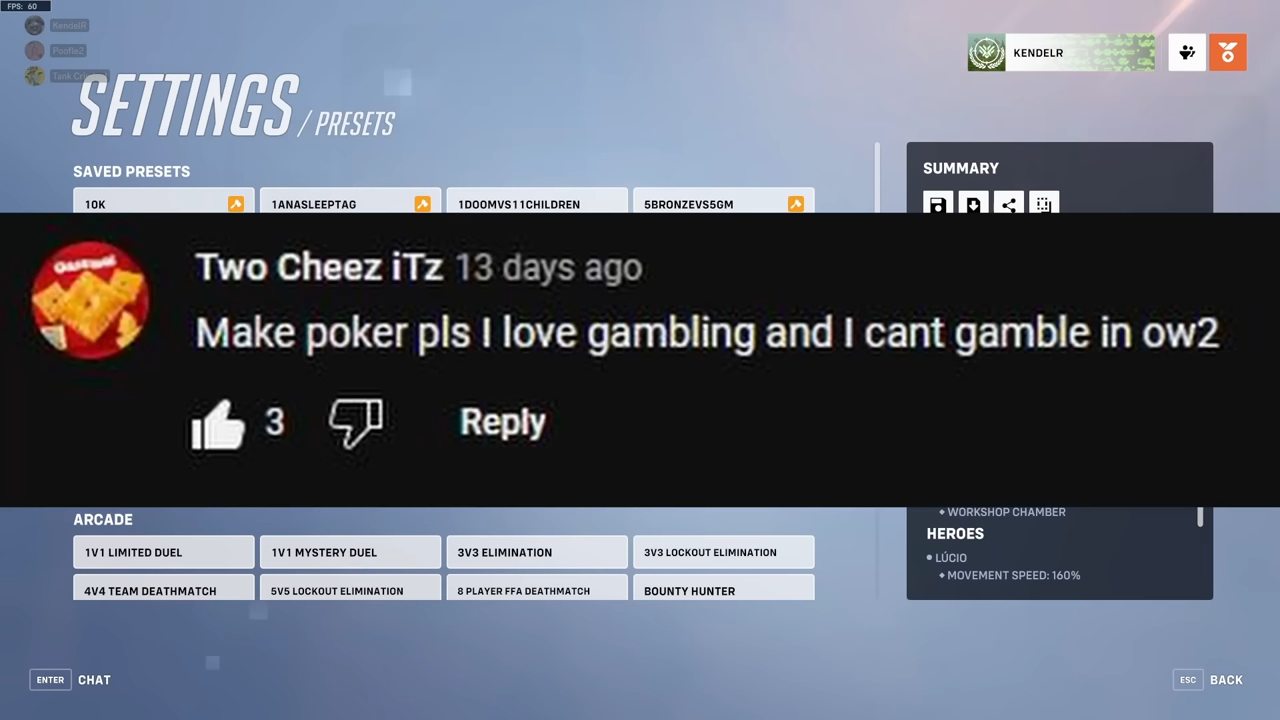 FPS: 60
KendelR
Poofie2
SETTINGS / PRESETS
KENDELR
SAVED PRESETS
10K
1ANASLEEPTAG
1DOOMVS11CHILDREN
5BRONZEVS5GM
SUMMARY
Two Cheez iTz 13 days ago
Make poker pls I love gambling and I cant gamble in ow2
3
Reply
ARCADE
1V1 LIMITED DUEL
1V1 MYSTERY DUEL
3V3 ELIMINATION
3V3 LOCKOUT ELIMINATION
4V4 TEAM DEATHMATCH
5V5 LOCKOUT ELIMINATION
8 PLAYER FFA DEATHMATCH
BOUNTY HUNTER
WORKSHOP CHAMBER
HEROES
LÚCIO
MOVEMENT SPEED: 160%
ENTER CHAT
ESC BACK